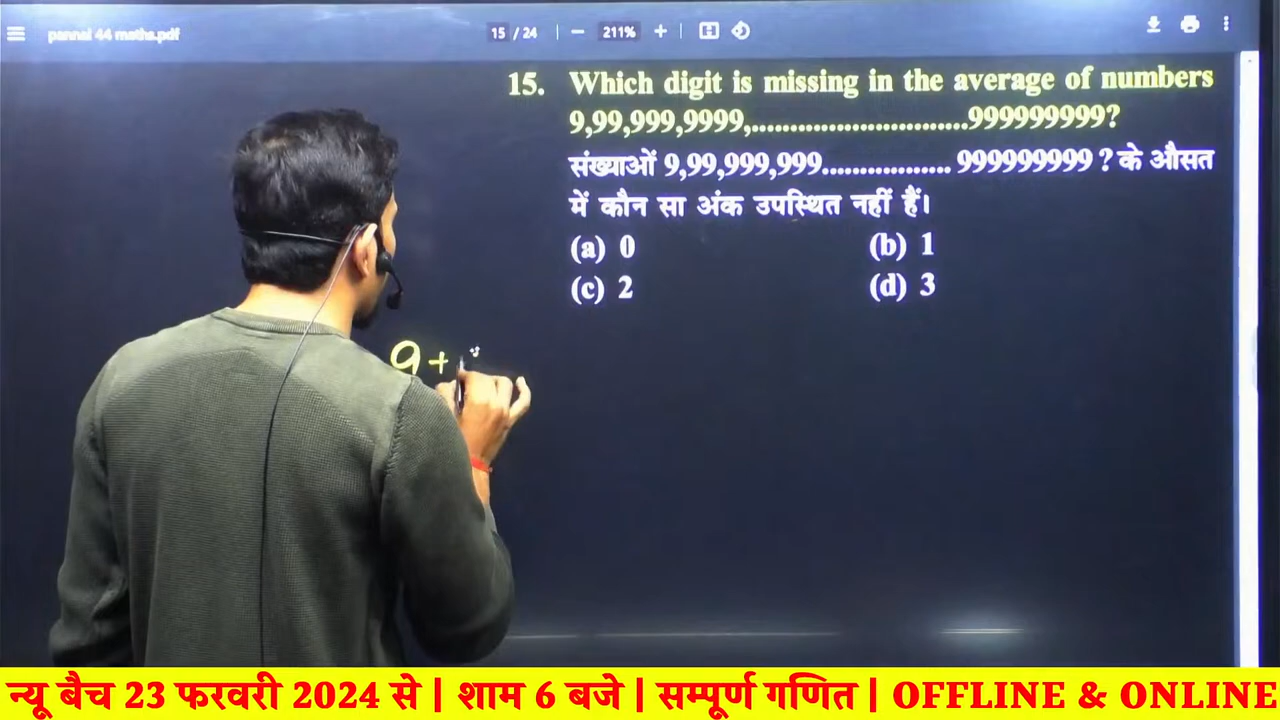 pannal 44 maths.pdf
15 / 24
211%
15. Which digit is missing in the average of numbers
9,99,999,9999,............................999999999?
संख्याओं 9,99,999,999................. 999999999 ? के औसत
में कौन सा अंक उपस्थित नहीं हैं।
(a) 0 (b) 1
(c) 2 (d) 3
9+
न्यू बैच 23 फरवरी 2024 से | शाम 6 बजे | सम्पूर्ण गणित | OFFLINE & ONLINE